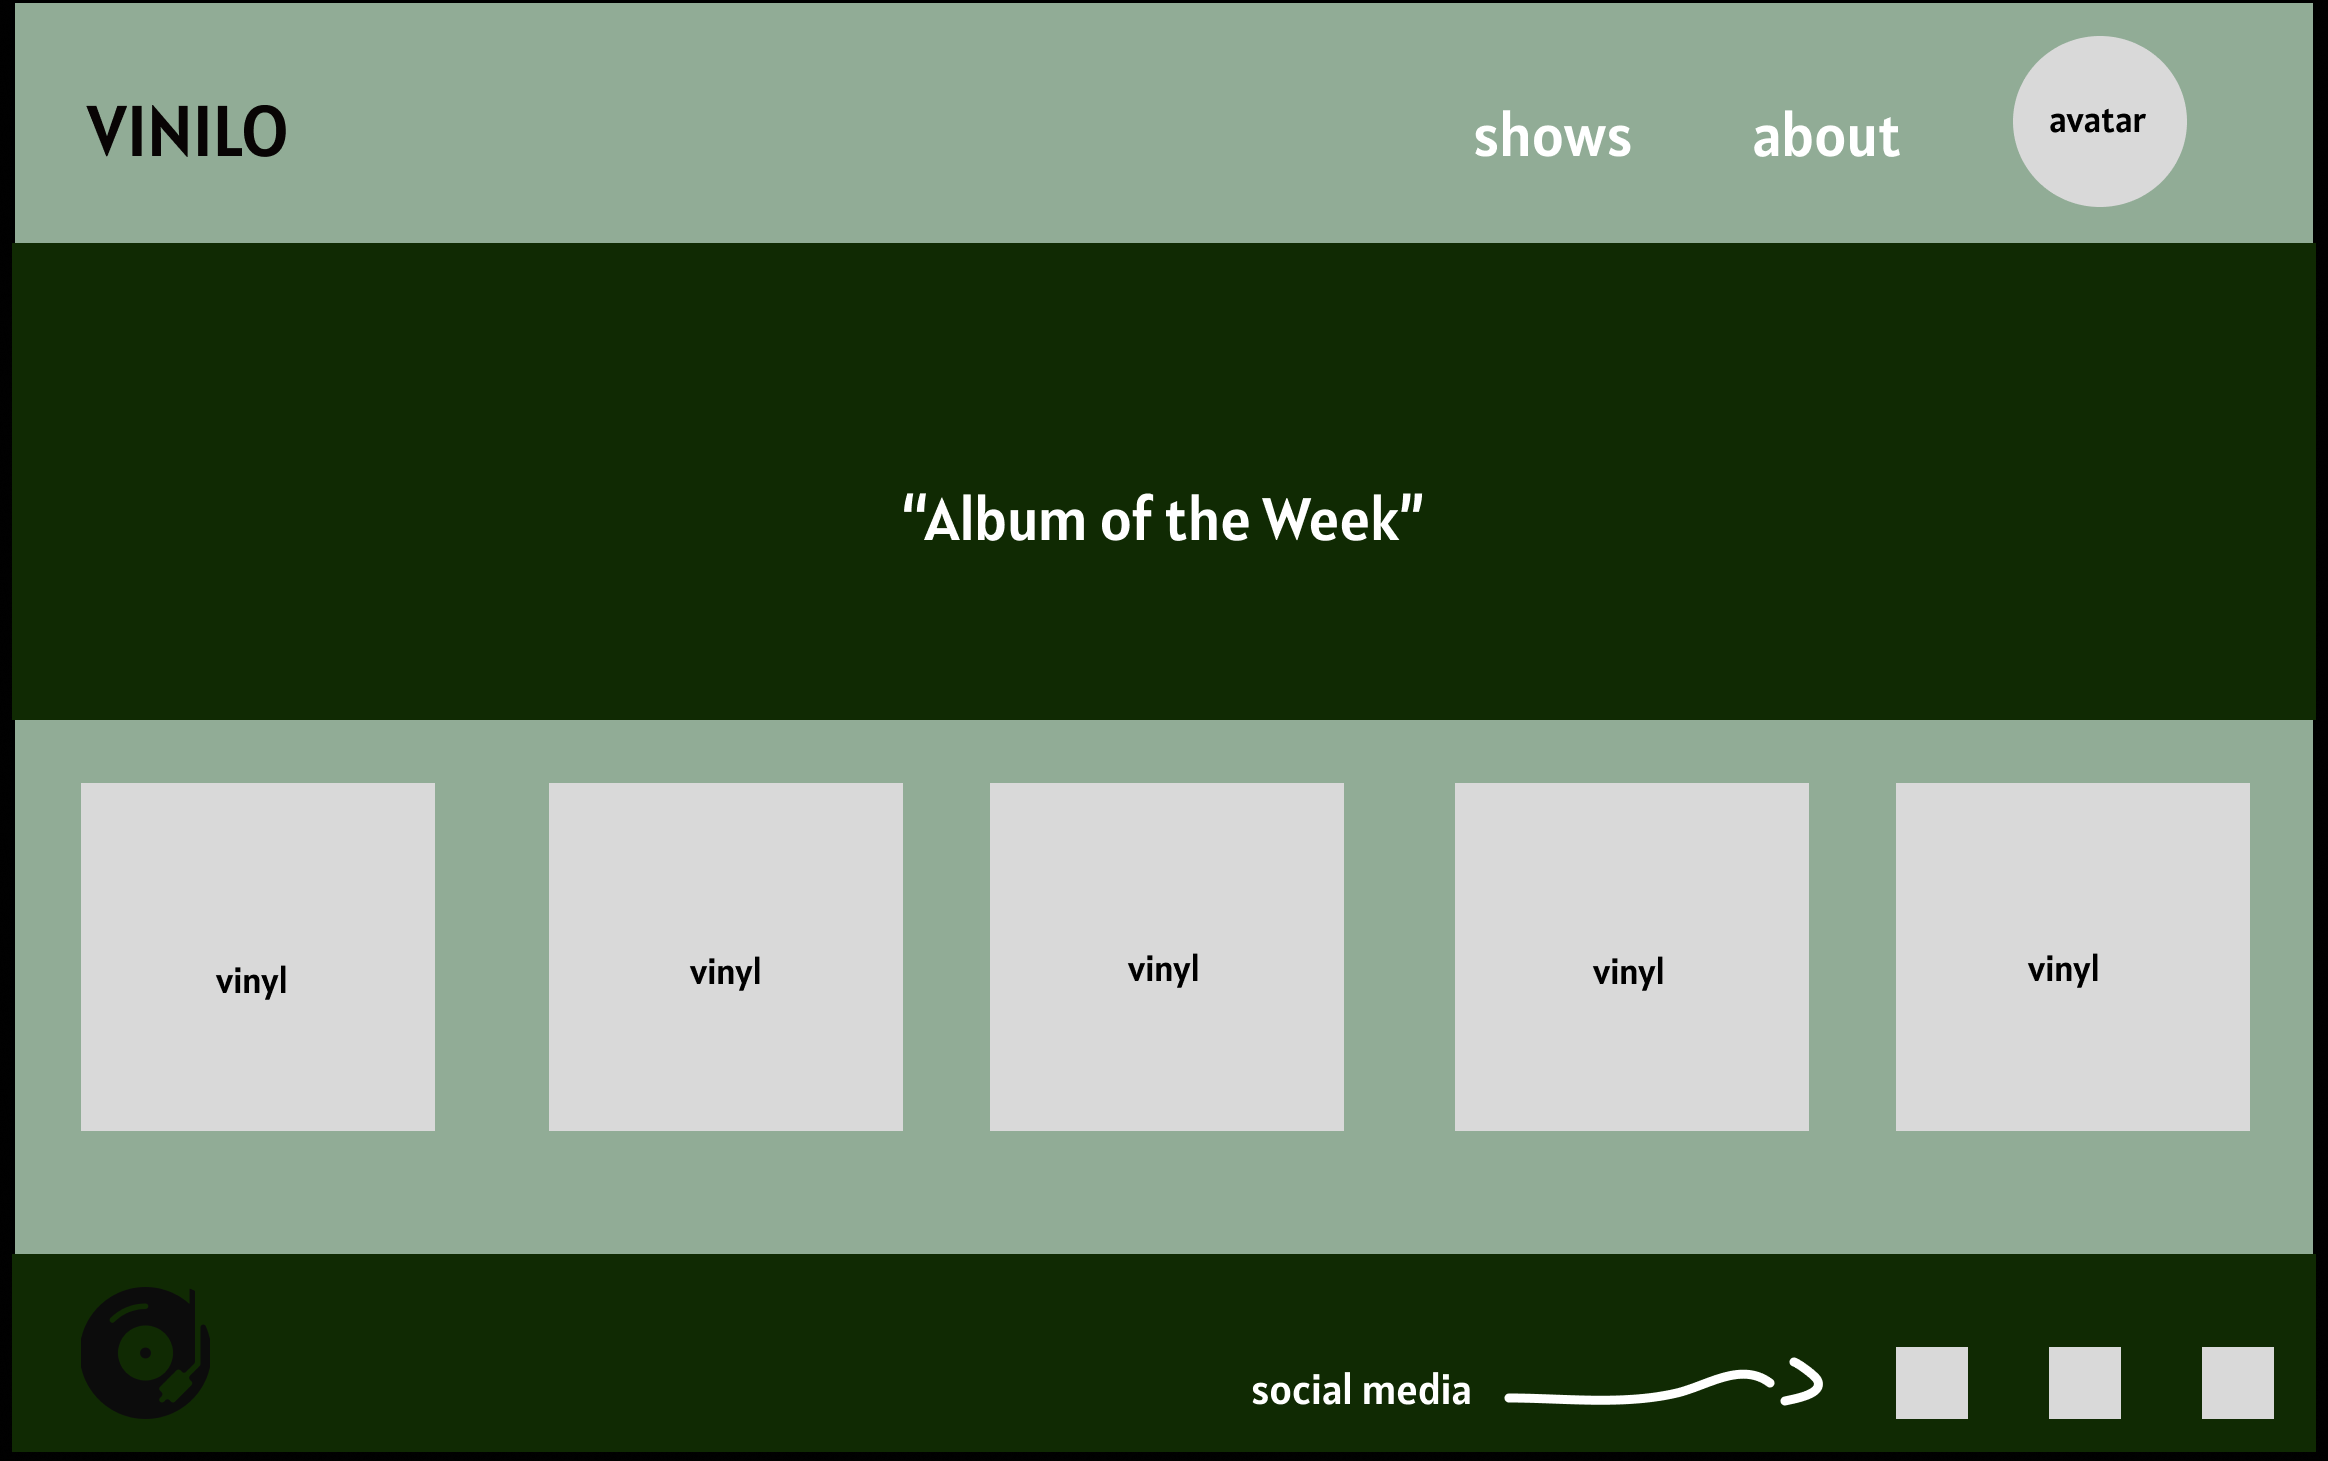 VINILO
shows
about
avatar
“Album of the Week”
vinyl
vinyl
vinyl
vinyl
vinyl
social media